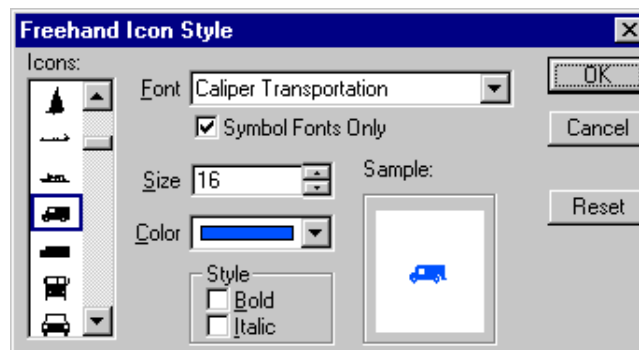 Freehand Icon Style
Icons:
Font Caliper Transportation
Symbol Fonts Only
Size 16
Color
Style
Bold
Italic
Sample:
OK
Cancel
Reset